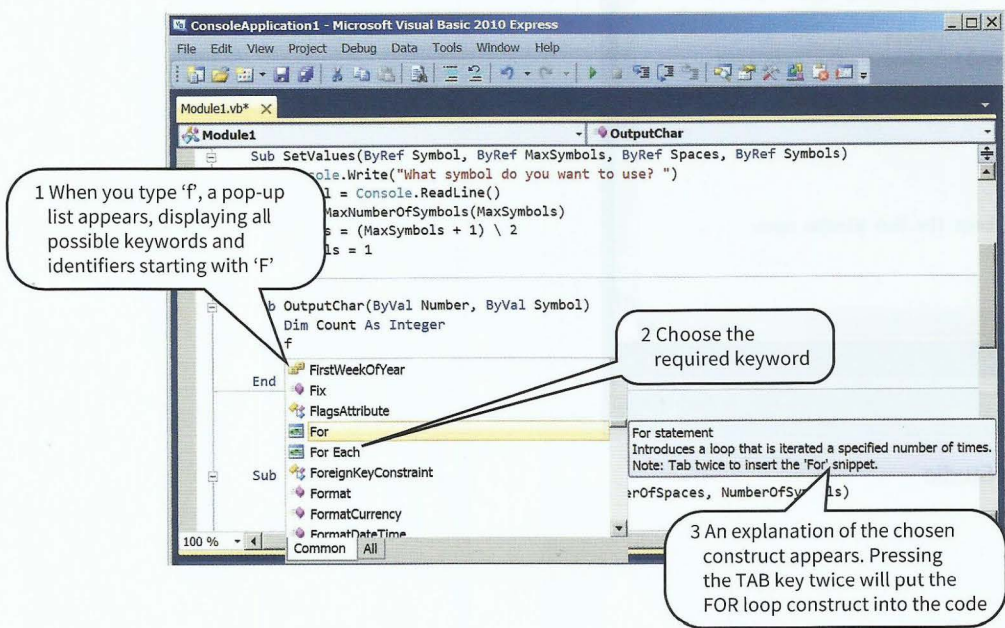 ConsoleApplication1 - Microsoft Visual Basic 2010 Express
File Edit View Project Debug Data Tools Window Help
Module1.vb*
Module1
OutputChar
Sub SetValues(ByRef Symbol, ByRef MaxSymbols, ByRef Spaces, ByRef Symbols)
ole.Write("What symbol do you want to use? ")
l = Console.ReadLine()
MaxNumberOfSymbols(MaxSymbols)
s = (MaxSymbols + 1) \ 2
ls = 1
1 When you type 'f', a pop-up
list appears, displaying all
possible keywords and
identifiers starting with 'F'
b OutputChar(ByVal Number, ByVal Symbol)
Dim Count As Integer
f
2 Choose the
required keyword
FirstWeekOfYear
End
Fix
FlagsAttribute
For
For Each
For statement
Introduces a loop that is iterated a specified number of times.
Note: Tab twice to insert the 'For' snippet.
Sub
ForeignKeyConstraint
Format
erOfSpaces, NumberOfSy ls)
FormatCurrency
FormatDateTime
100 %
Common All
3 An explanation of the chosen
construct appears. Pressing
the TAB key twice will put the
FOR loop construct into the code